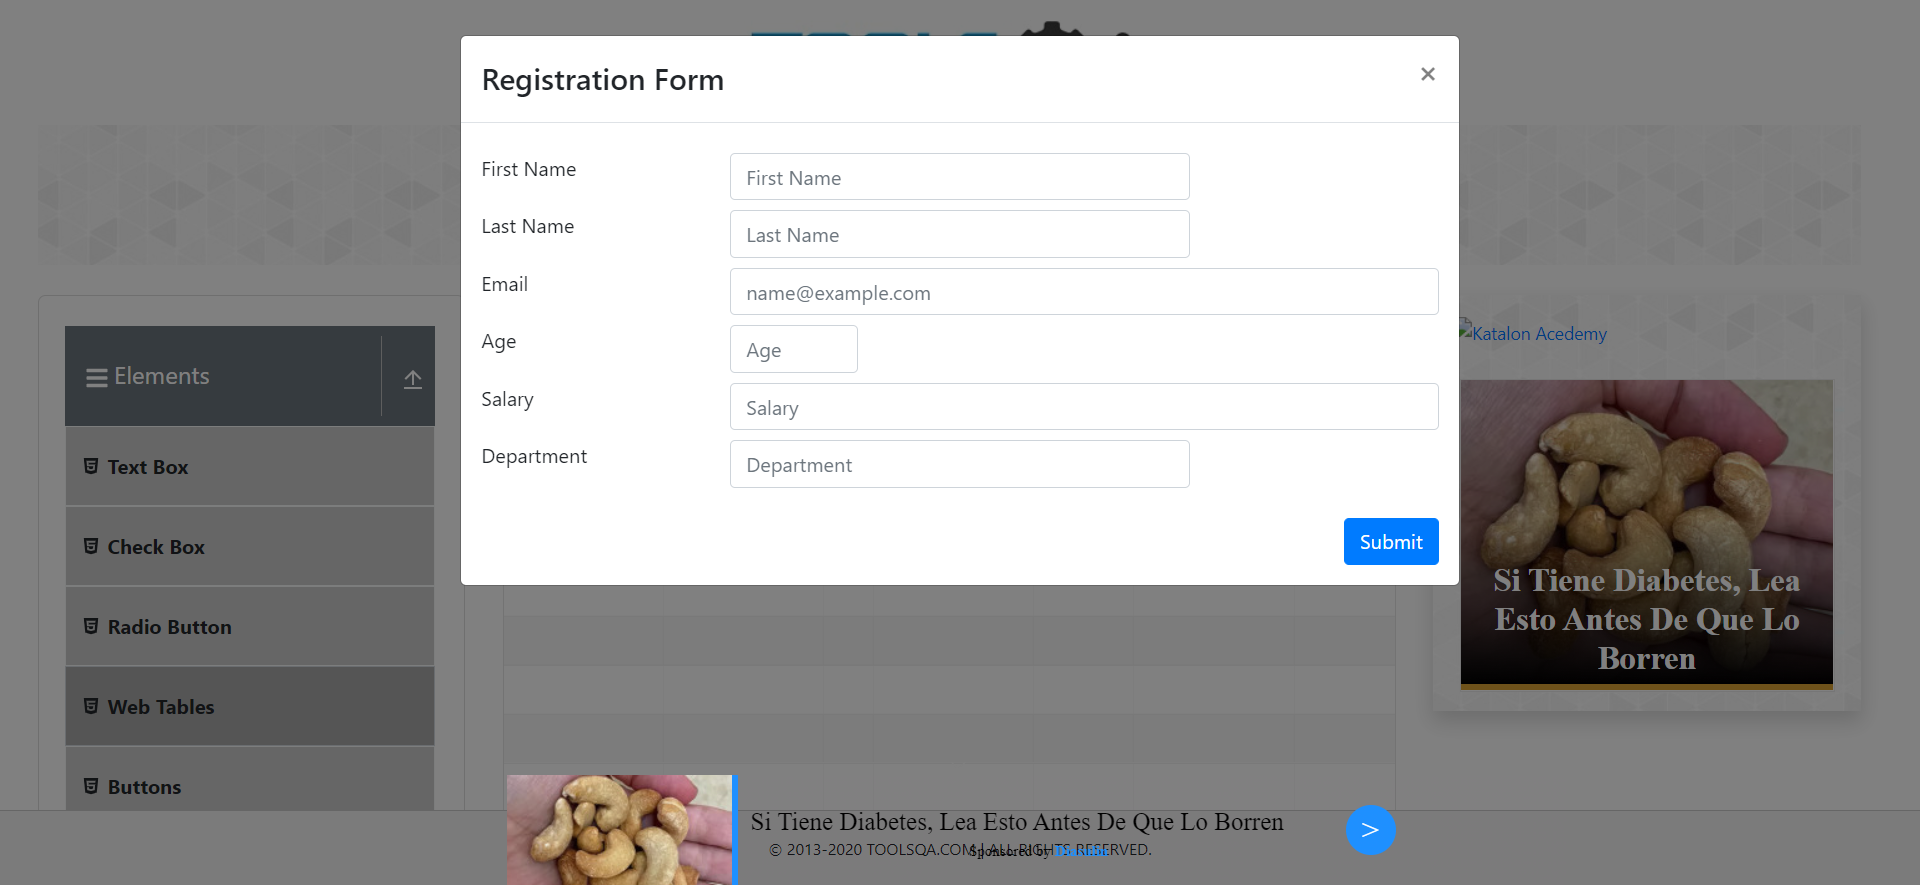 Registration Form
×
First Name
First Name
Last Name
Last Name
Email
name@example.com
Age
Age
Salary
Salary
Department
Department
Submit
Elements
Text Box
Check Box
Radio Button
Web Tables
Buttons
Katalon Acedemy
Si Tiene Diabetes, Lea
Esto Antes De Que Lo
Borren
Si Tiene Diabetes, Lea Esto Antes De Que Lo Borren
>
© 2013-2020 TOOLSQA.COM | ALL RIGHTS RESERVED.
Sponsored by